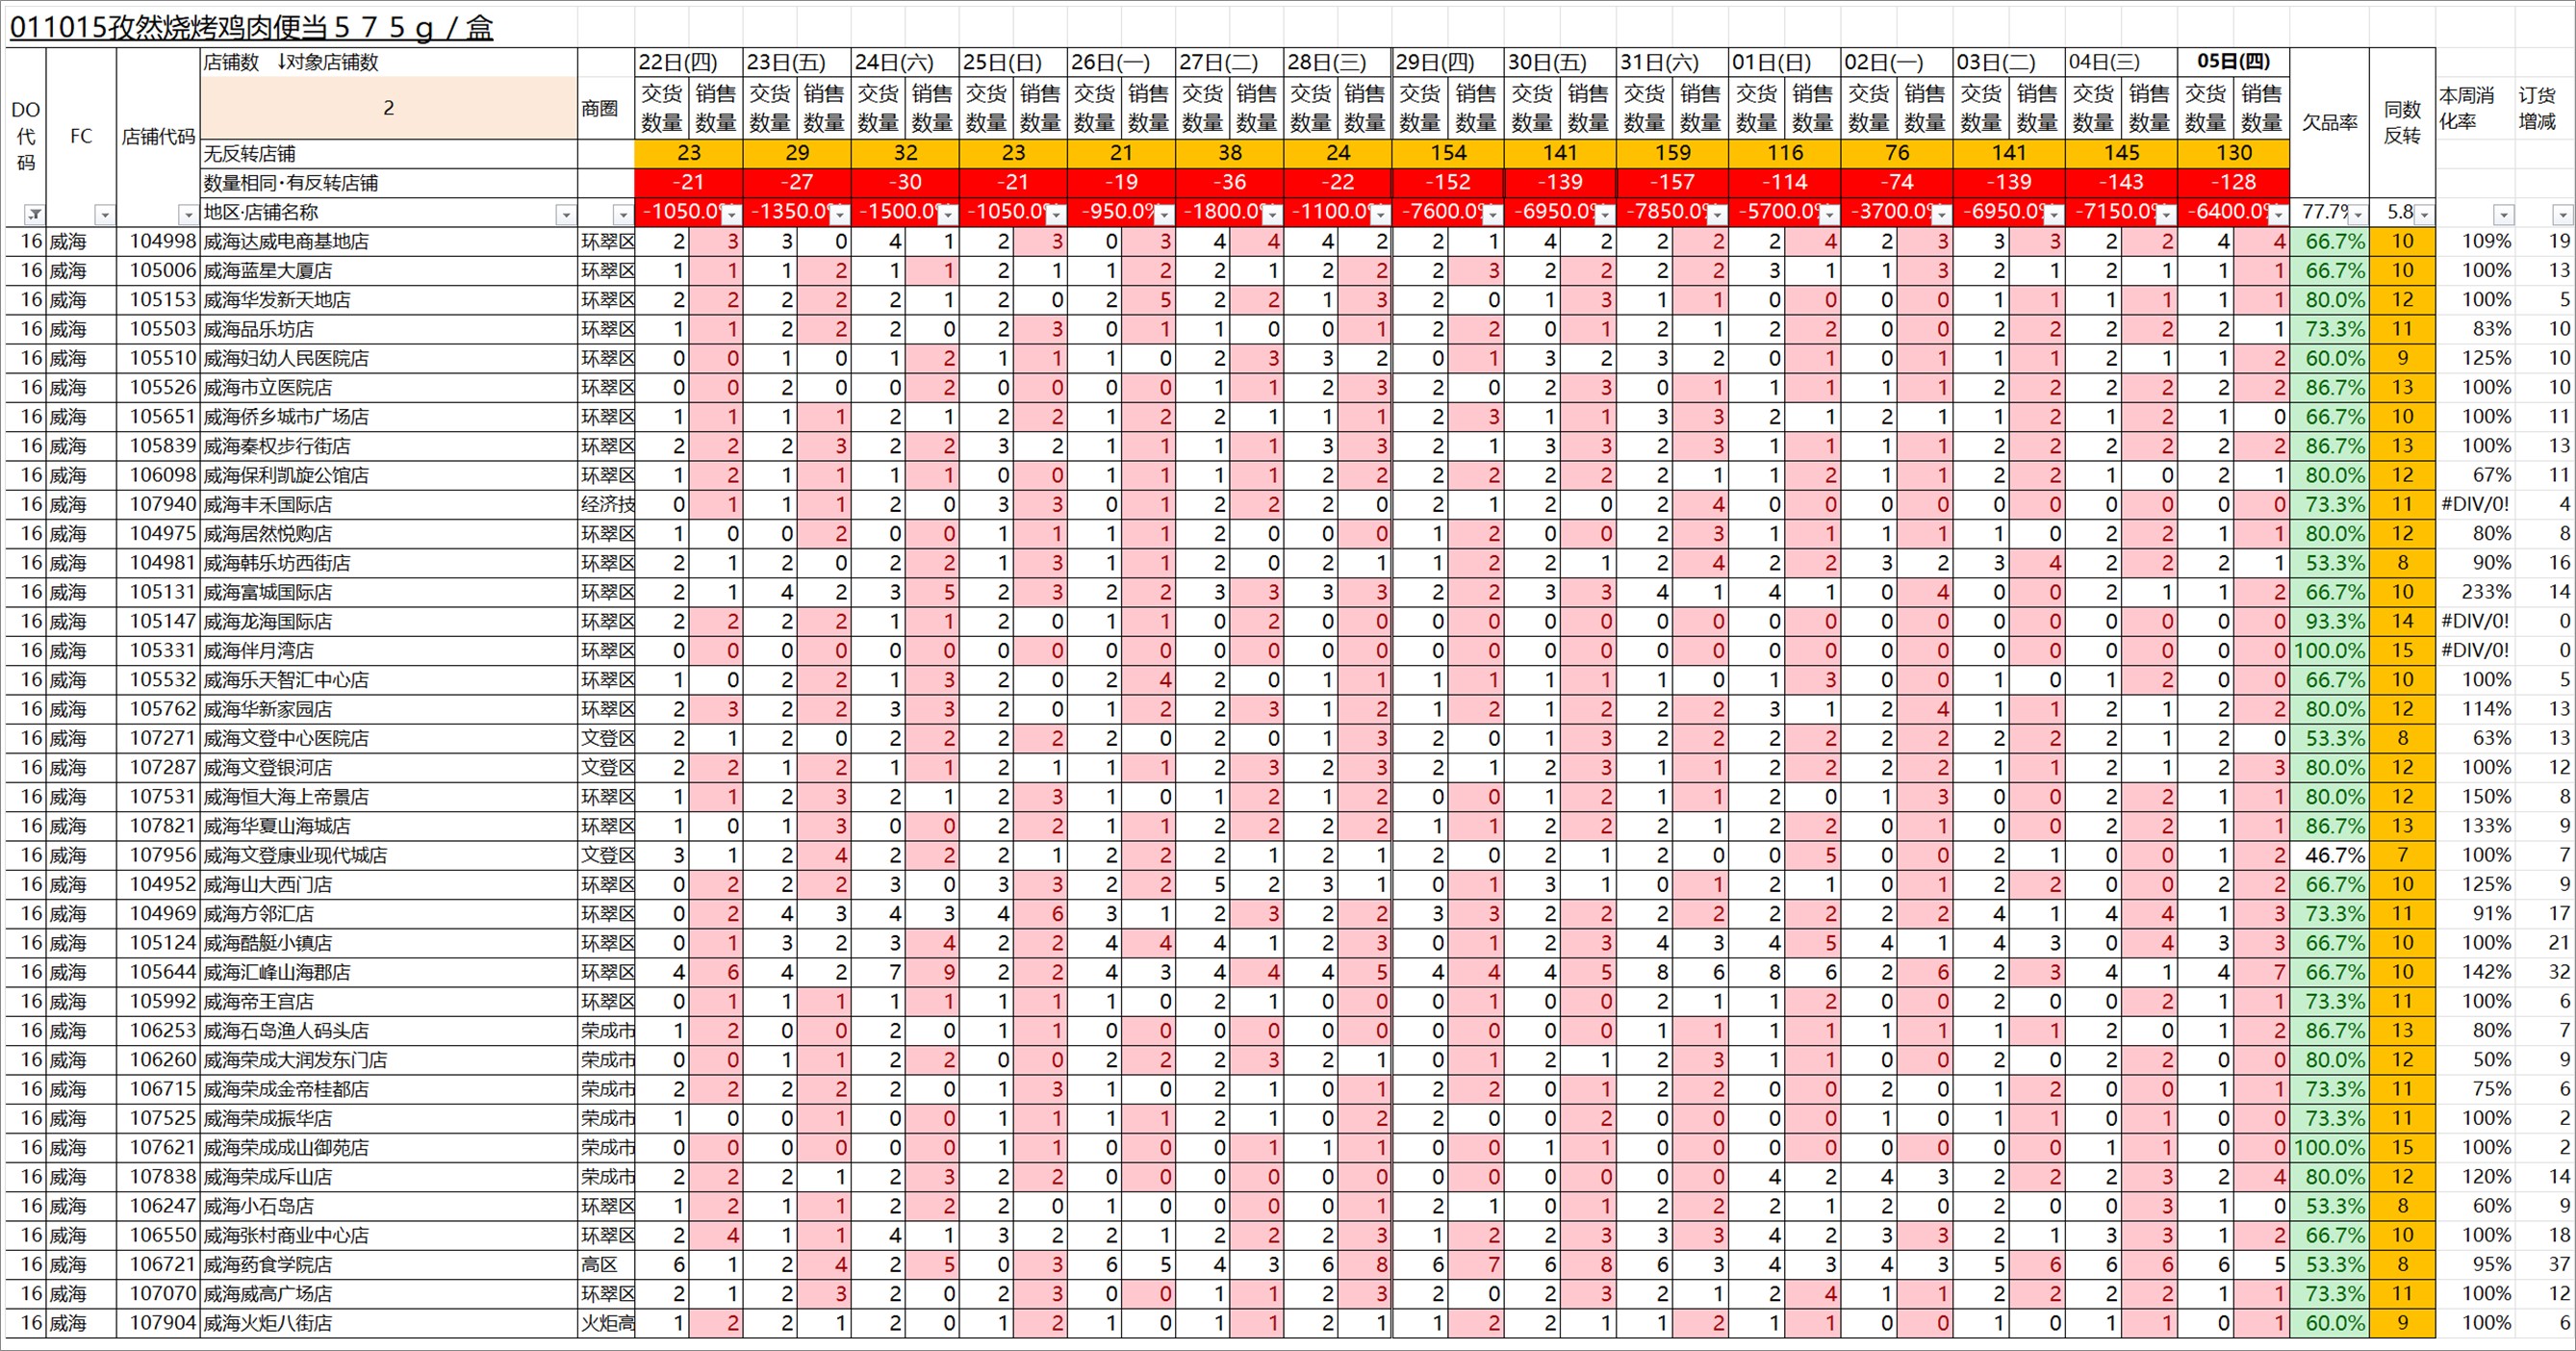 011015孜然烧烤鸡肉便当５７５ｇ／盒
DO代码 FC 店铺代码 店铺数 ↓对象店铺数 商圈 22日(四) 23日(五) 24日(六) 25日(日) 26日(一) 27日(二) 28日(三) 29日(四) 30日(五) 31日(六) 01日(日) 02日(一) 03日(二) 04日(三) 05日(四) 欠品率 同数反转 本周消化率 订货增减
2 交货数量 销售数量 交货数量 销售数量 交货数量 销售数量 交货数量 销售数量 交货数量 销售数量 交货数量 销售数量 交货数量 销售数量 交货数量 销售数量 交货数量 销售数量 交货数量 销售数量 交货数量 销售数量 交货数量 销售数量 交货数量 销售数量 交货数量 销售数量 交货数量 销售数量
无反转店铺 23 29 32 23 21 38 24 154 141 159 116 76 141 145 130
数量相同·有反转店铺 -21 -27 -30 -21 -19 -36 -22 -152 -139 -157 -114 -74 -139 -143 -128
地区·店铺名称 -1050.0% -1350.0% -1500.0% -1050.0% -950.0% -1800.0% -1100.0% -7600.0% -6950.0% -7850.0% -5700.0% -3700.0% -6950.0% -7150.0% -6400.0% 77.7% 5.8
16 威海 104998 威海达威电商基地店 环翠区 2 3 3 0 4 1 2 3 0 3 4 4 4 2 2 1 4 2 2 2 2 4 2 3 3 3 2 2 4 4 66.7% 10 109% 19
16 威海 105006 威海蓝星大厦店 环翠区 1 1 1 2 1 1 2 1 1 2 2 1 2 2 2 3 2 2 2 2 3 1 1 3 2 1 2 1 1 1 66.7% 10 100% 13
16 威海 105153 威海华发新天地店 环翠区 2 2 2 2 2 1 2 0 2 5 2 2 1 3 2 0 1 3 1 1 0 0 0 0 1 1 1 1 1 1 80.0% 12 100% 5
16 威海 105503 威海品乐坊店 环翠区 1 1 2 2 2 0 2 3 0 1 1 0 0 1 2 2 0 1 2 1 2 2 0 0 2 2 2 2 2 1 73.3% 11 83% 10
16 威海 105510 威海妇幼人民医院店 环翠区 0 0 1 0 1 2 1 1 1 0 2 3 3 2 0 1 3 2 3 2 0 1 0 1 1 1 2 1 1 2 60.0% 9 125% 10
16 威海 105526 威海市立医院店 环翠区 0 0 2 0 0 2 0 0 0 0 1 1 2 3 2 0 2 3 0 1 1 1 1 1 2 2 2 2 2 2 86.7% 13 100% 10
16 威海 105651 威海侨乡城市广场店 环翠区 1 1 1 1 2 1 2 2 1 2 2 1 1 1 2 3 1 1 3 3 2 1 2 1 1 2 1 2 1 0 66.7% 10 100% 11
16 威海 105839 威海秦权步行街店 环翠区 2 2 2 3 2 2 3 2 1 1 1 1 3 3 2 1 3 3 2 3 1 1 1 1 2 2 2 2 2 2 86.7% 13 100% 13
16 威海 106098 威海保利凯旋公馆店 环翠区 1 2 1 1 1 1 0 0 1 1 1 1 2 2 2 2 2 2 2 1 1 2 1 1 2 2 1 0 2 1 80.0% 12 67% 11
16 威海 107940 威海丰禾国际店 经济技 0 1 1 1 2 0 3 3 0 1 2 2 2 0 2 1 2 0 2 4 0 0 0 0 0 0 0 0 0 0 73.3% 11 #DIV/0! 4
16 威海 104975 威海居然悦购店 环翠区 1 0 0 2 0 0 1 1 1 1 2 0 0 0 1 2 0 0 2 3 1 1 1 1 1 0 2 2 1 1 80.0% 12 80% 8
16 威海 104981 威海韩乐坊西街店 环翠区 2 1 2 0 2 2 1 3 1 1 2 0 2 1 1 2 2 1 2 4 2 2 3 2 3 4 2 2 2 1 53.3% 8 90% 16
16 威海 105131 威海富城国际店 环翠区 2 1 4 2 3 5 2 3 2 2 3 3 3 3 2 2 3 3 4 1 4 1 0 4 0 0 2 1 1 2 66.7% 10 233% 14
16 威海 105147 威海龙海国际店 环翠区 2 2 2 2 1 1 2 0 1 1 0 2 0 0 0 0 0 0 0 0 0 0 0 0 0 0 0 0 0 0 93.3% 14 #DIV/0! 0
16 威海 105331 威海伴月湾店 环翠区 0 0 0 0 0 0 0 0 0 0 0 0 0 0 0 0 0 0 0 0 0 0 0 0 0 0 0 0 0 0 100.0% 15 #DIV/0! 0
16 威海 105532 威海乐天智汇中心店 环翠区 1 0 2 2 1 3 2 0 2 4 2 0 1 1 1 1 1 1 1 0 1 3 0 0 1 0 1 2 0 0 66.7% 10 100% 5
16 威海 105762 威海华新家园店 环翠区 2 3 2 2 3 3 2 0 1 2 2 3 1 2 1 2 1 2 2 2 3 1 2 4 1 1 2 1 2 2 80.0% 12 114% 13
16 威海 107271 威海文登中心医院店 文登区 2 1 2 0 2 2 2 2 2 0 2 0 1 3 2 0 1 3 2 2 2 2 2 2 2 2 2 1 2 0 53.3% 8 63% 13
16 威海 107287 威海文登银河店 文登区 2 2 1 2 1 1 2 1 1 1 2 3 2 3 2 1 2 3 1 1 2 2 2 2 1 1 2 1 2 3 80.0% 12 100% 12
16 威海 107531 威海恒大海上帝景店 环翠区 1 1 2 3 2 1 2 3 1 0 1 2 1 2 0 0 1 2 1 1 2 0 1 3 0 0 2 2 1 1 80.0% 12 150% 8
16 威海 107821 威海华夏山海城店 环翠区 1 0 1 3 0 0 2 2 1 1 2 2 2 2 1 1 2 2 2 1 2 2 0 1 0 0 2 2 1 1 86.7% 13 133% 9
16 威海 107956 威海文登康业现代城店 文登区 3 1 2 4 2 2 2 1 2 2 2 1 2 1 2 0 2 1 2 0 0 5 0 0 2 1 0 0 1 2 46.7% 7 100% 7
16 威海 104952 威海山大西门店 环翠区 0 2 2 2 3 0 3 3 2 2 5 2 3 1 0 1 3 1 0 1 2 1 0 1 2 2 0 0 2 2 66.7% 10 125% 9
16 威海 104969 威海方邻汇店 环翠区 0 2 4 3 4 3 4 6 3 1 2 3 2 2 3 3 2 2 2 2 2 2 2 2 4 1 4 4 1 3 73.3% 11 91% 17
16 威海 105124 威海酷艇小镇店 环翠区 0 1 3 2 3 4 2 2 4 4 4 1 2 3 0 1 2 3 4 3 4 5 4 1 4 3 0 4 3 3 66.7% 10 100% 21
16 威海 105644 威海汇峰山海郡店 环翠区 4 6 4 2 7 9 2 2 4 3 4 4 4 5 4 4 4 5 8 6 8 6 2 6 2 3 4 1 4 7 66.7% 10 142% 32
16 威海 105992 威海帝王宫店 环翠区 0 1 1 1 1 1 1 1 1 0 2 1 0 0 0 1 0 0 2 1 1 2 0 0 2 0 0 2 1 1 73.3% 11 100% 6
16 威海 106253 威海石岛渔人码头店 荣成市 1 2 0 0 2 0 1 1 0 0 0 0 0 0 0 0 0 0 1 1 1 1 1 1 1 1 2 0 1 2 86.7% 13 80% 7
16 威海 106260 威海荣成大润发东门店 荣成市 0 0 1 1 2 2 0 0 2 2 2 3 2 1 0 1 2 1 2 3 1 1 0 0 2 0 2 2 0 0 80.0% 12 50% 9
16 威海 106715 威海荣成金帝桂都店 荣成市 2 2 2 2 2 0 1 3 1 0 2 1 0 1 2 2 0 1 2 2 0 0 2 0 1 2 0 0 1 1 73.3% 11 75% 6
16 威海 107525 威海荣成振华店 荣成市 1 0 0 1 0 0 1 1 1 1 2 1 0 2 2 0 0 2 0 0 0 0 1 0 1 1 0 1 0 0 73.3% 11 100% 2
16 威海 107621 威海荣成成山御苑店 荣成市 0 0 0 0 0 0 1 1 0 0 0 1 1 1 0 0 1 1 0 0 0 0 0 0 0 0 1 1 0 0 100.0% 15 100% 2
16 威海 107838 威海荣成斥山店 荣成市 2 2 2 1 2 3 2 2 0 0 0 0 0 0 0 0 0 0 0 0 4 2 4 3 2 2 2 3 2 4 80.0% 12 120% 14
16 威海 106247 威海小石岛店 环翠区 1 2 1 1 2 2 2 0 1 0 0 0 0 1 2 1 0 1 2 2 2 1 2 0 2 0 0 3 1 0 53.3% 8 60% 9
16 威海 106550 威海张村商业中心店 环翠区 2 4 1 1 4 1 3 2 2 1 2 2 2 3 1 2 2 3 3 3 4 2 3 3 2 1 3 3 1 2 66.7% 10 100% 18
16 威海 106721 威海药食学院店 高区 6 1 2 4 2 5 0 3 6 5 4 3 6 8 6 7 6 8 6 3 4 3 4 3 5 6 6 6 6 5 53.3% 8 95% 37
16 威海 107070 威海威高广场店 环翠区 2 1 2 3 2 0 2 3 0 0 1 1 2 3 2 0 2 3 2 1 2 4 1 1 2 2 2 2 1 1 73.3% 11 100% 12
16 威海 107904 威海火炬八街店 火炬高 1 2 2 1 2 0 1 2 1 0 1 1 2 1 1 2 2 1 1 2 1 1 0 0 1 0 1 1 0 1 60.0% 9 100% 6